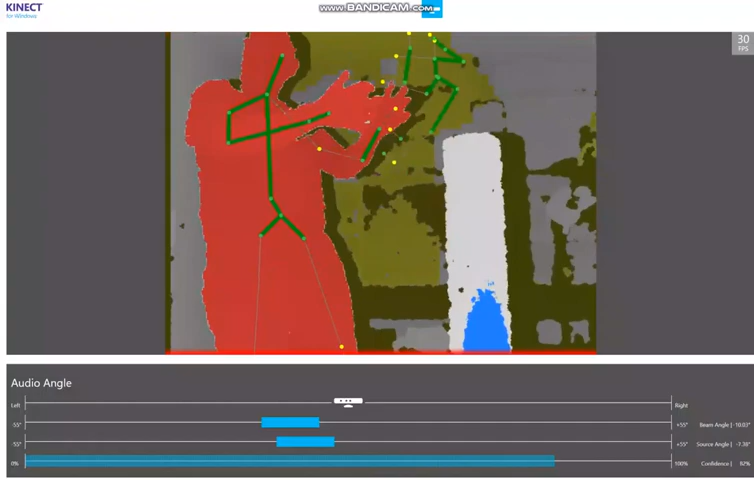 KINECT
for Windows
www.BANDICAM.com
30
FPS
Audio Angle
Left
Right
-55°
+55°
Beam Angle | -10.03°
-55°
+55°
Source Angle | -7.38°
0%
100%
Confidence | 82%